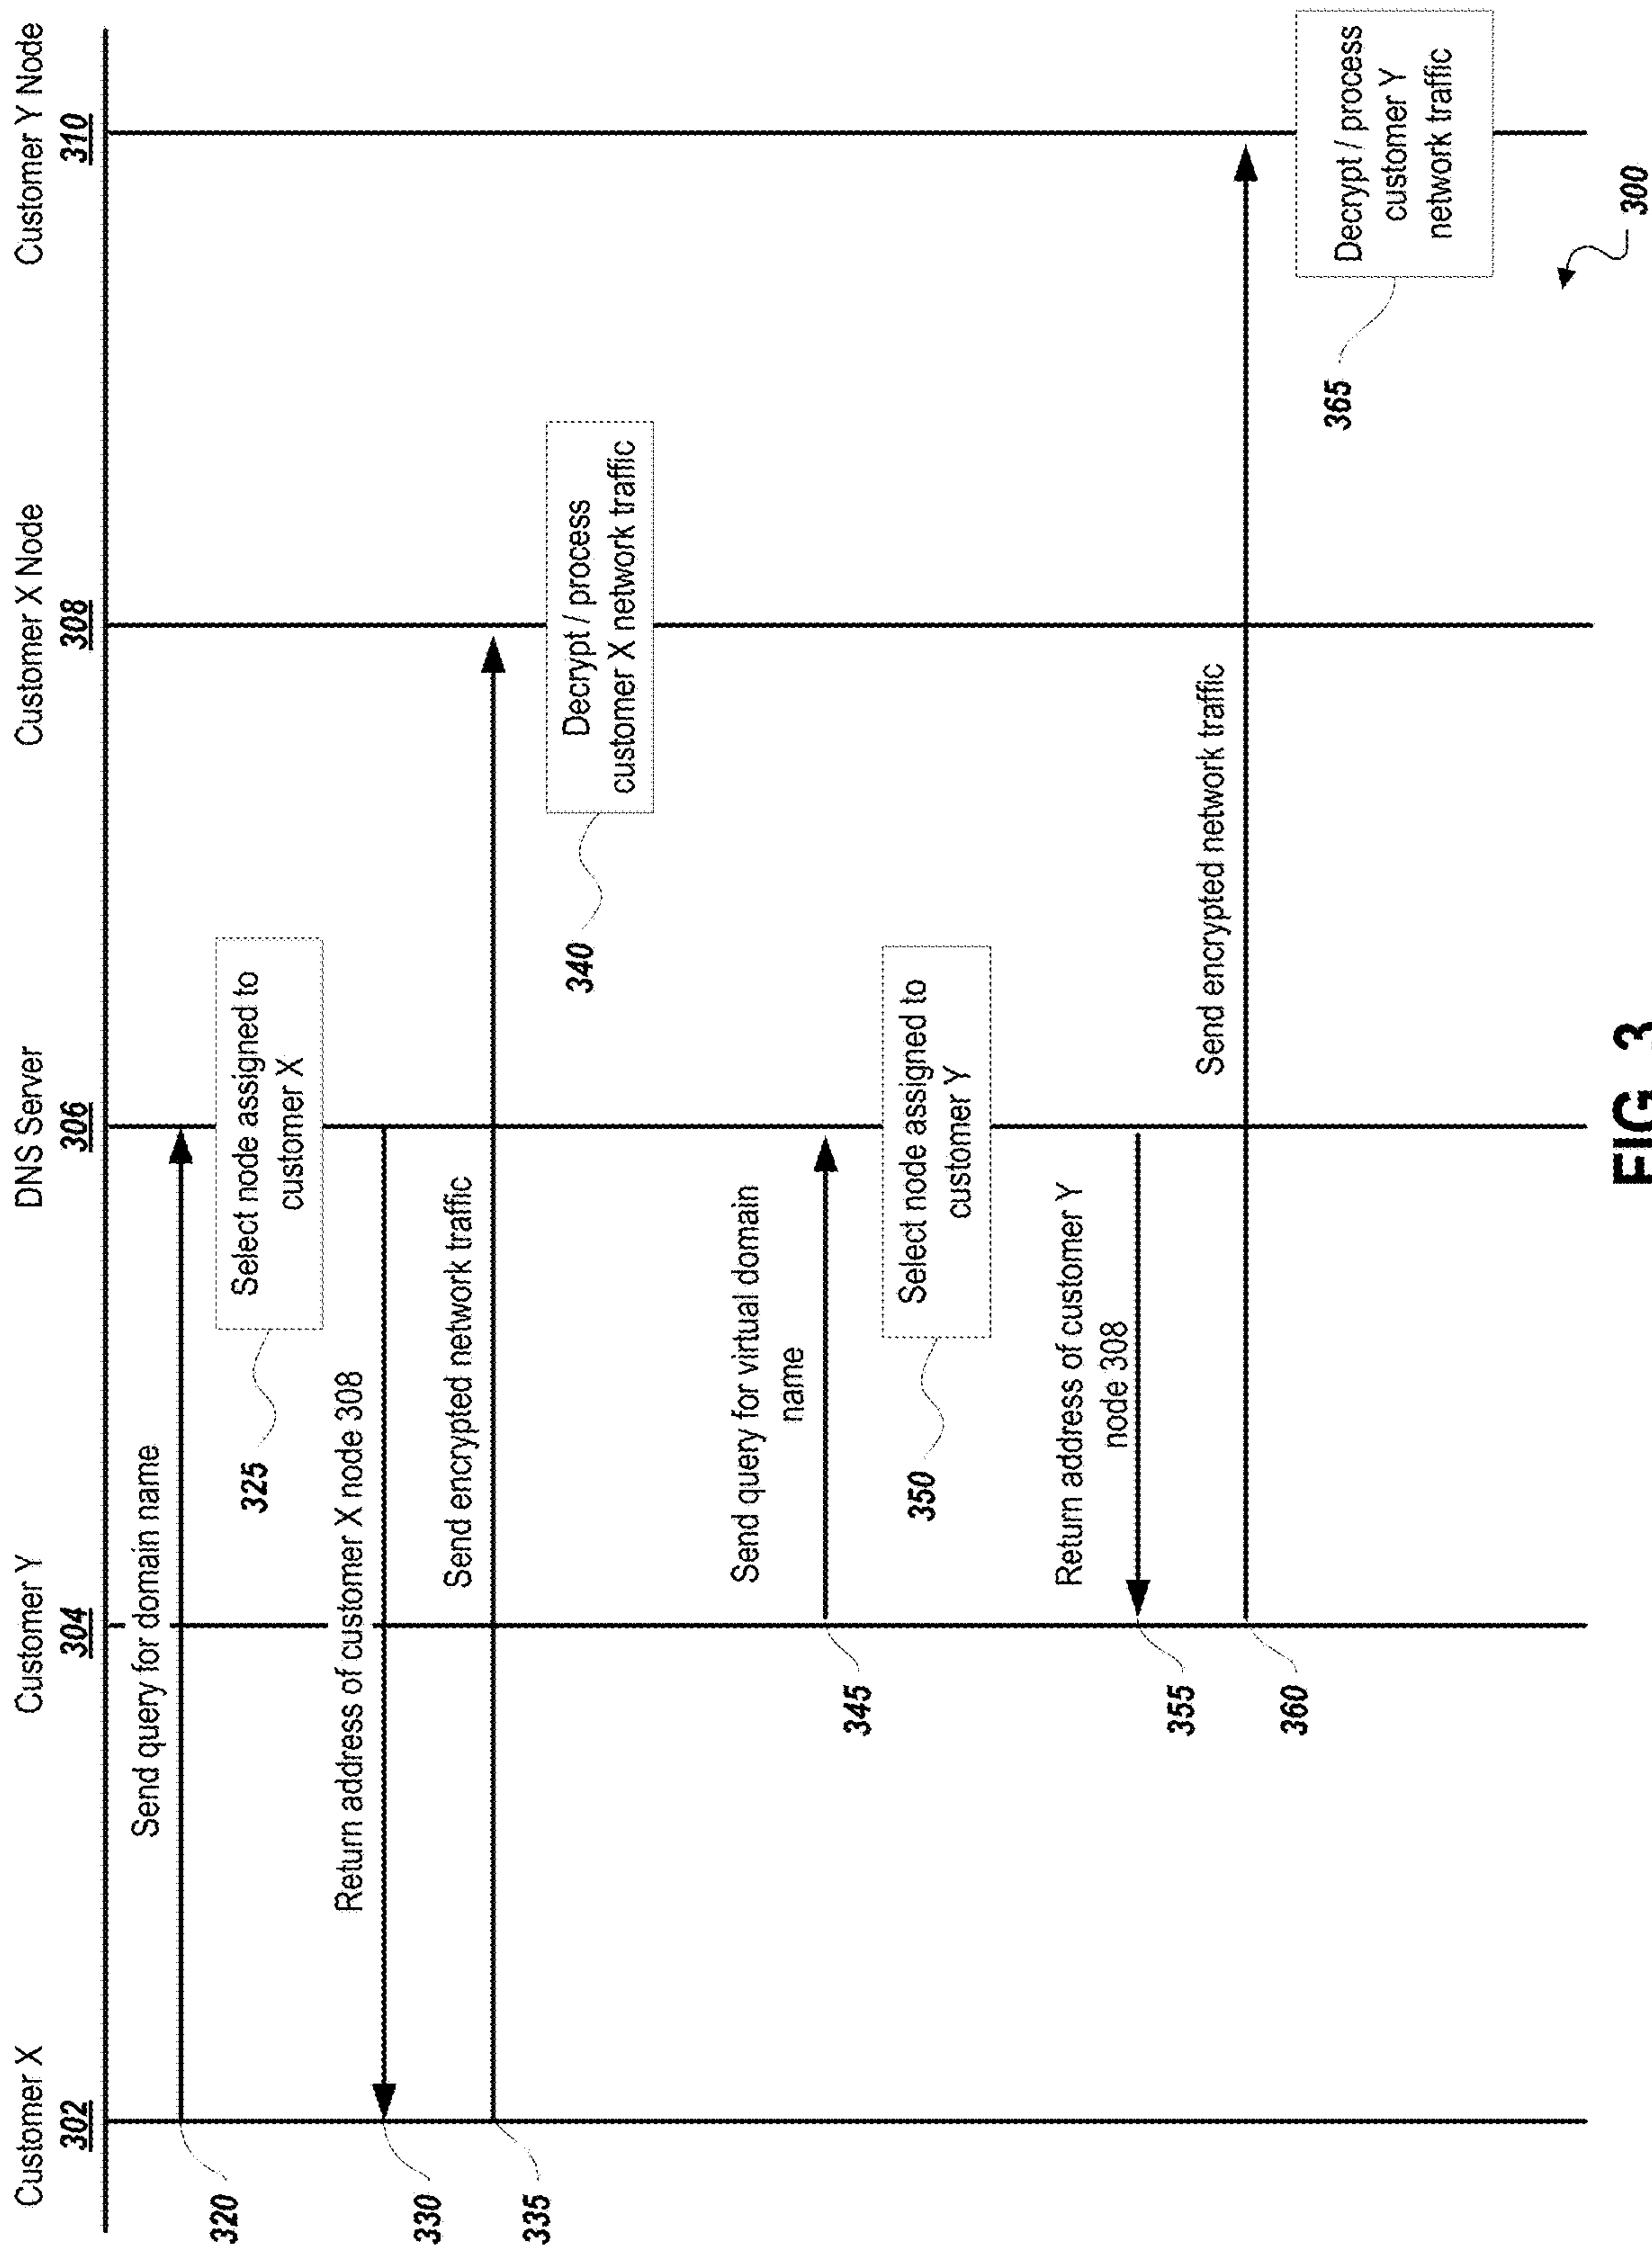 Customer X
Customer Y
DNS Server
Customer X Node
Customer Y Node
302
304
306
308
310
Send query for domain name
320
Select node assigned to
customer X
325
Return address of customer X node 308
330
Send encrypted network traffic
335
Decrypt / process
customer X network traffic
340
Send query for virtual domain
name
345
Select node assigned to
customer Y
350
Return address of customer Y
node 308
355
Send encrypted network traffic
360
Decrypt / process
customer Y
network traffic
365
300
FIG. 3